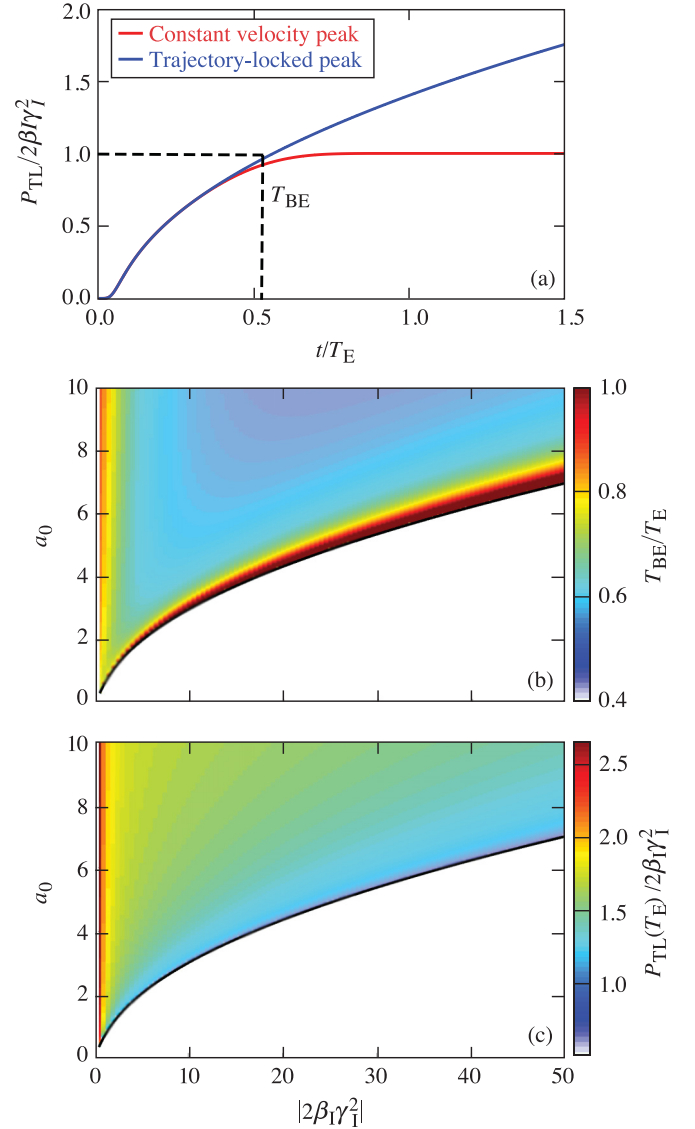 2.0
Constant velocity peak
Trajectory-locked peak
1.5
1.0
0.5
0.0
P_TL/2βIγ_I^2
T_BE
(a)
0.0 0.5 1.0 1.5
t/T_E
10
8
6
4
2
0
a_0
(b)
1.0
0.8
0.6
0.4
T_BE/T_E
10
8
6
4
2
0
a_0
(c)
2.5
2.0
1.5
1.0
P_TL(T_E)/2β_Iγ_I^2
0 10 20 30 40 50
|2β_Iγ_I^2|